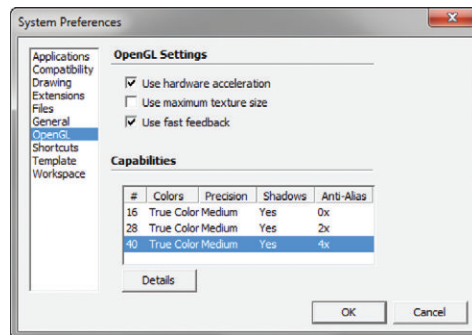 System Preferences
Applications
Compatibility
Drawing
Extensions
Files
General
OpenGL
Shortcuts
Template
Workspace
OpenGL Settings
Use hardware acceleration
Use maximum texture size
Use fast feedback
Capabilities
# Colors Precision Shadows Anti-Alias
16 True Color Medium Yes 0x
28 True Color Medium Yes 2x
40 True Color Medium Yes 4x
Details
OK Cancel